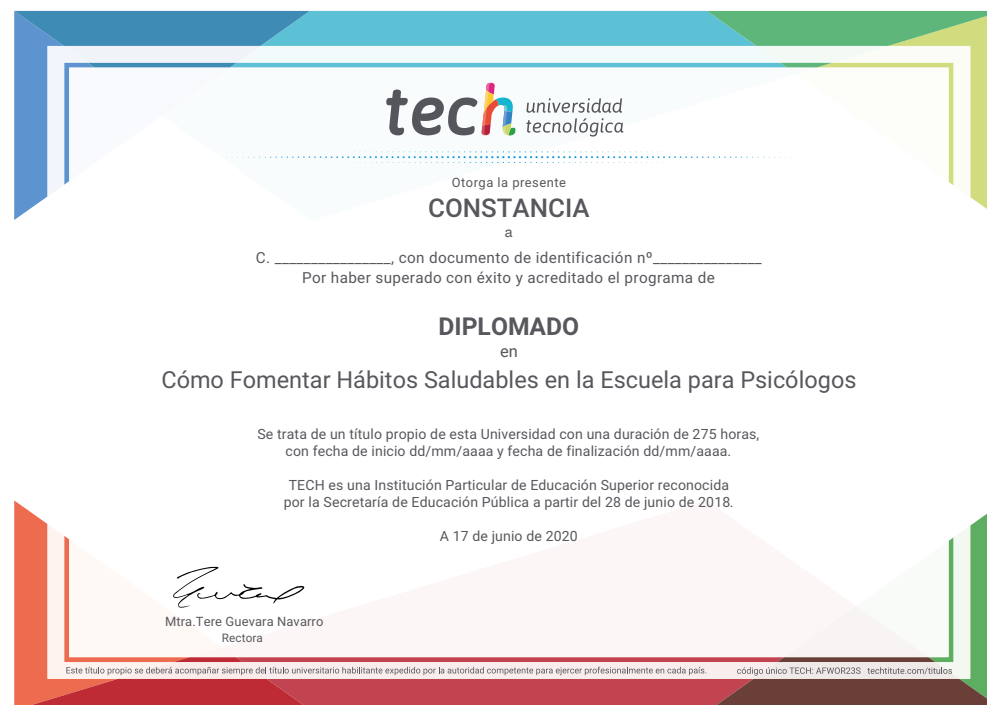 tech universidad
tecnológica
Otorga la presente
CONSTANCIA
a
C. ________________, con documento de identificación nº_______________
Por haber superado con éxito y acreditado el programa de
DIPLOMADO
en
Cómo Fomentar Hábitos Saludables en la Escuela para Psicólogos
Se trata de un título propio de esta Universidad con una duración de 275 horas,
con fecha de inicio dd/mm/aaaa y fecha de finalización dd/mm/aaaa.
TECH es una Institución Particular de Educación Superior reconocida
por la Secretaría de Educación Pública a partir del 28 de junio de 2018.
A 17 de junio de 2020
Mtra.Tere Guevara Navarro
Rectora
Este título propio se deberá acompañar siempre del título universitario habilitante expedido por la autoridad competente para ejercer profesionalmente en cada país. código único TECH: AFWOR23S techtitute.com/titulos